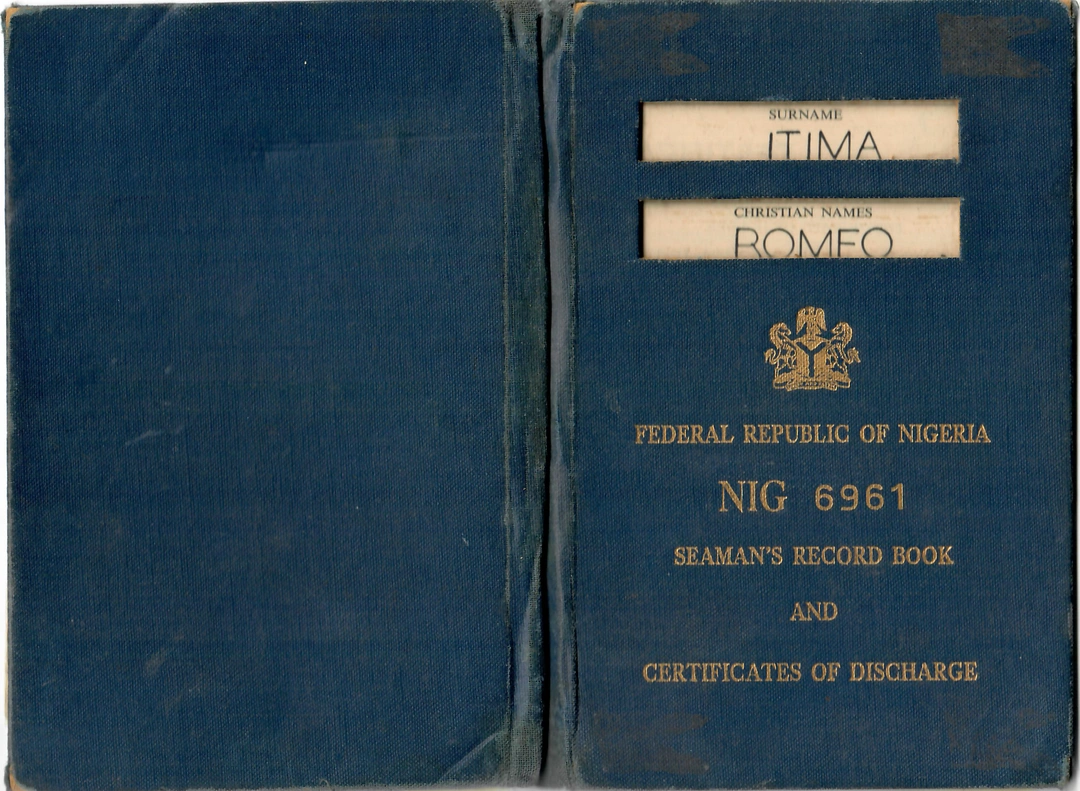 SURNAME
ITIMA
CHRISTIAN NAMES
ROMEO
FEDERAL REPUBLIC OF NIGERIA
NIG 6961
SEAMAN'S RECORD BOOK
AND
CERTIFICATES OF DISCHARGE